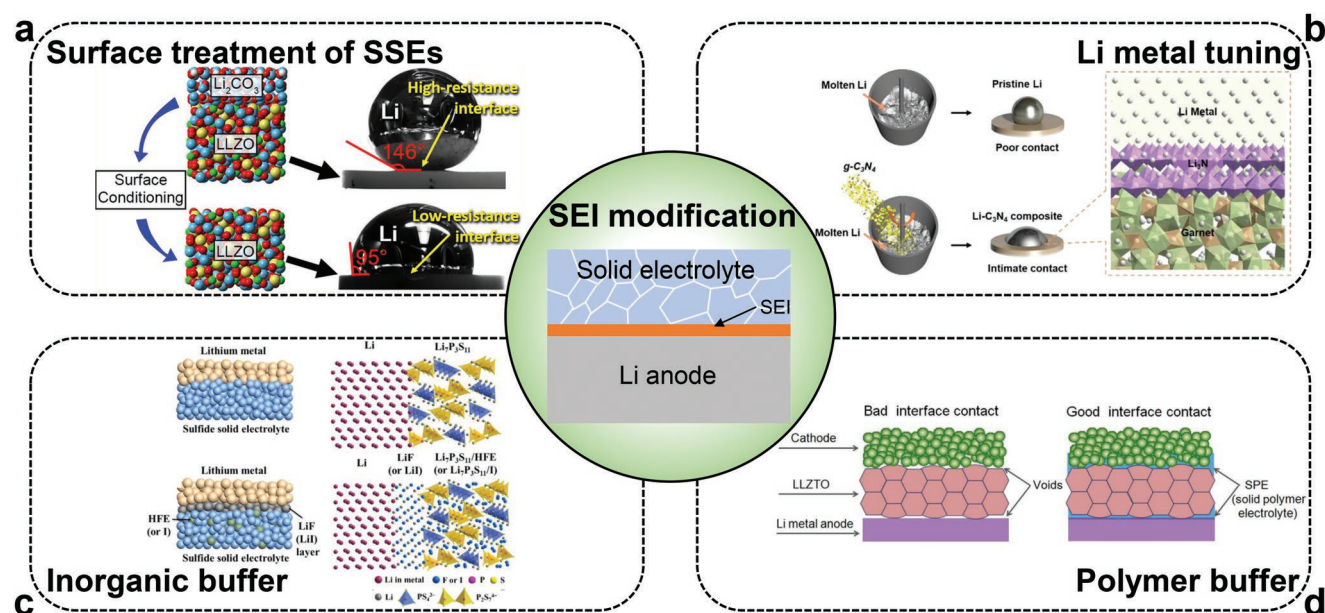 a
Surface treatment of SSEs
Li₂CO₃
LLZO
Surface
Conditioning
LLZO
High-resistance
interface
Li
146°
Low-resistance
interface
Li
95°
b
Li metal tuning
Molten Li
Pristine Li
Poor contact
g-C₃N₄
Molten Li
Li-C₃N₄ composite
Intimate contact
Li Metal
Li₃N
Garnet
SEI modification
Solid electrolyte
SEI
Li anode
Lithium metal
Sulfide solid electrolyte
Li
Li₇P₃S₁₁
Lithium metal
HFE
(or I)
LiF
(LiI)
layer
Sulfide solid electrolyte
Li
LiF
(or LiI)
Li₇P₃S₁₁/HFE
(or Li₇P₃S₁₁/I)
Li in metal
F or I
P
S
Li
PS₄³⁻
P₂S₇⁴⁻
Inorganic buffer
c
Bad interface contact
Good interface contact
Cathode
LLZTO
Li metal anode
Voids
SPE
(solid polymer
electrolyte)
Polymer buffer
d